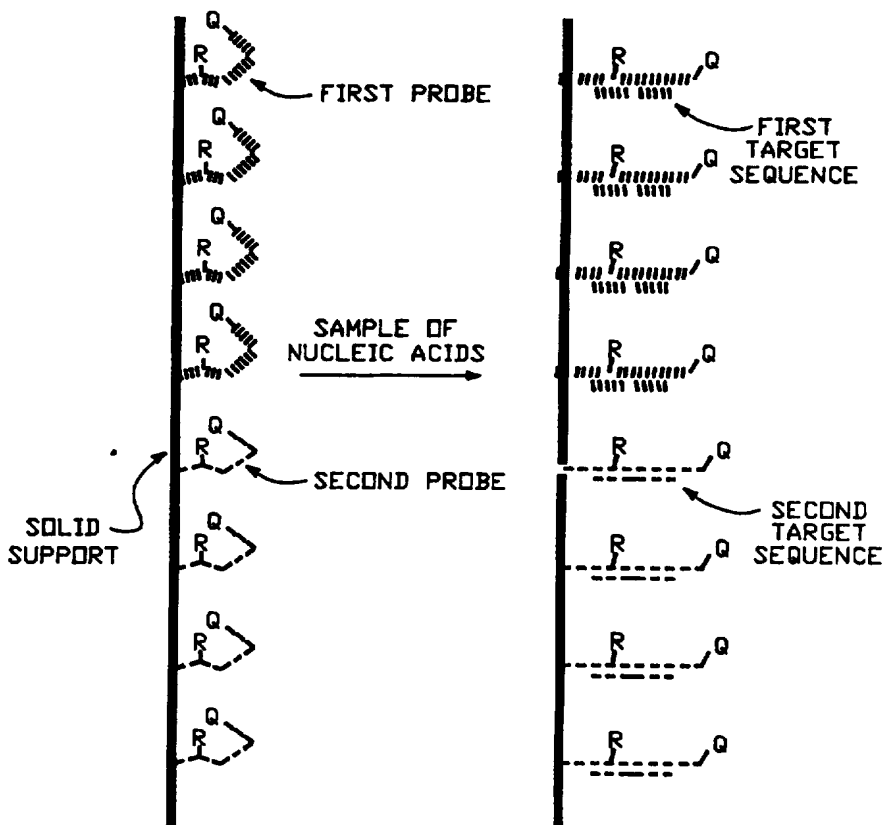 Q
R
FIRST PROBE
Q
R
Q
R
Q
R
SAMPLE OF
NUCLEIC ACIDS
Q
R
SECOND PROBE
SOLID
SUPPORT
Q
R
Q
R
Q
R
R
Q
FIRST
TARGET
SEQUENCE
R
Q
R
Q
R
Q
R
Q
SECOND
TARGET
SEQUENCE
R
Q
R
Q
R
Q